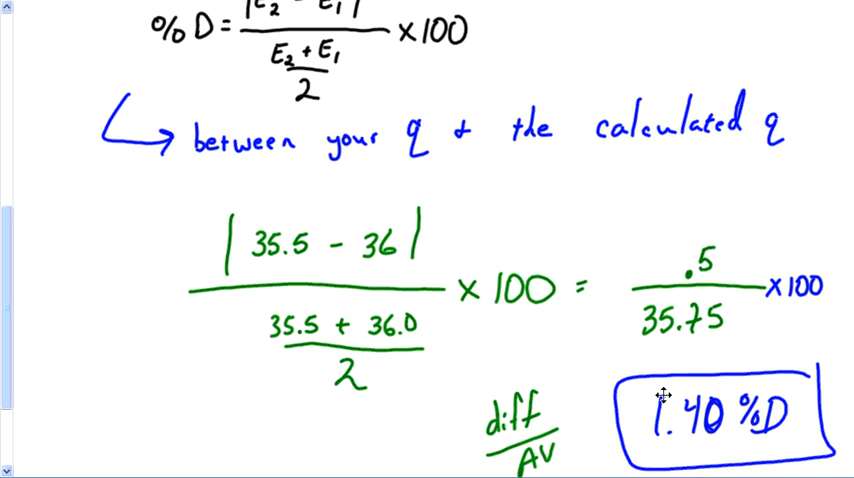 %D = |E₂ - E₁| / ((E₂ + E₁) / 2) × 100
between your q + the calculated q
|35.5 - 36| / ((35.5 + 36.0) / 2) × 100 = .5 / 35.75 × 100
diff / AV
1.40 %D